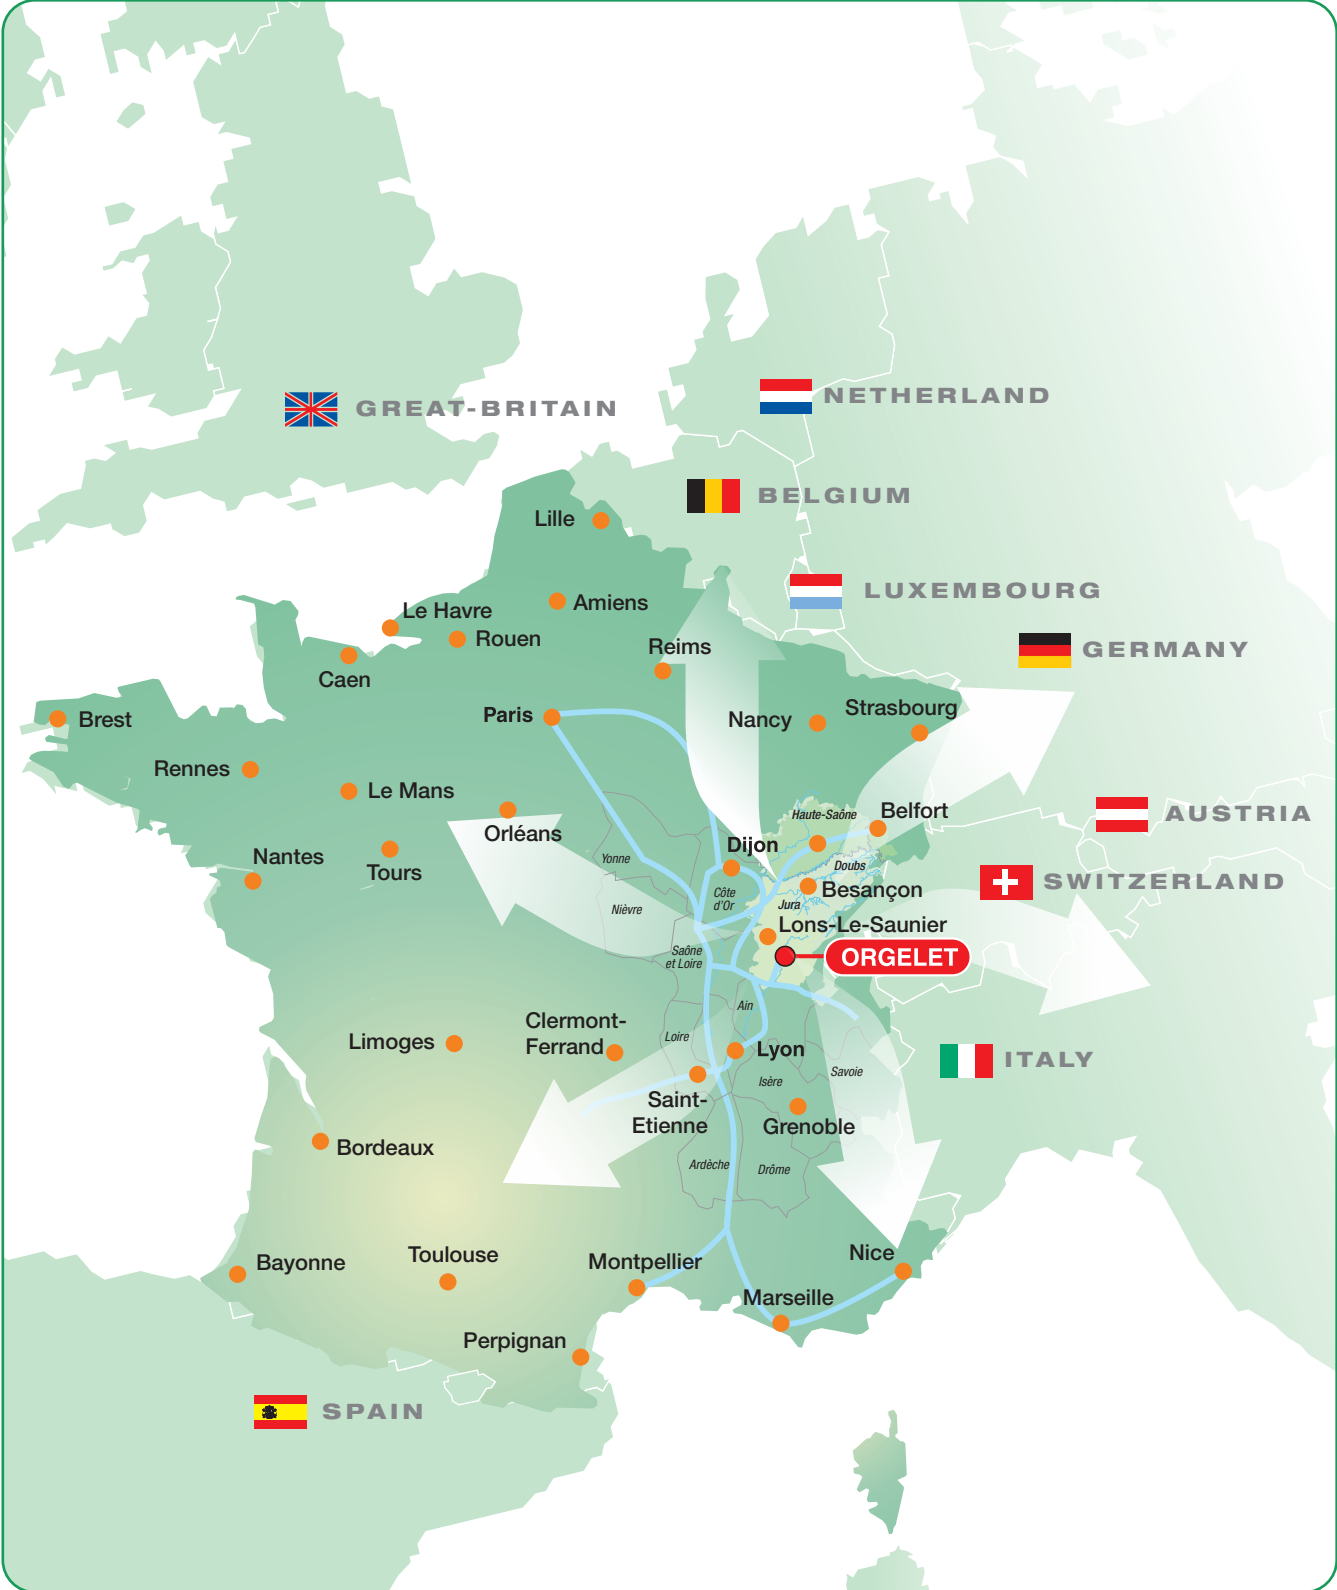 NETHERLAND
GREAT-BRITAIN
BELGIUM
Lille
LUXEMBOURG
Amiens
Le Havre
Rouen
Reims
GERMANY
Caen
Strasbourg
Paris
Nancy
Brest
Rennes
Le Mans
Belfort
AUSTRIA
Haute-Saône
Orléans
Dijon
Nantes
Yonne
Doubs
Tours
SWITZERLAND
Besançon
Côte
d'Or
Jura
Nièvre
Lons-Le-Saunier
Saône
et Loire
ORGELET
Ain
Clermont-
Ferrand
Loire
Limoges
Lyon
ITALY
Savoie
Isère
Saint-
Etienne
Grenoble
Bordeaux
Ardèche
Drôme
Nice
Toulouse
Bayonne
Montpellier
Marseille
Perpignan
SPAIN